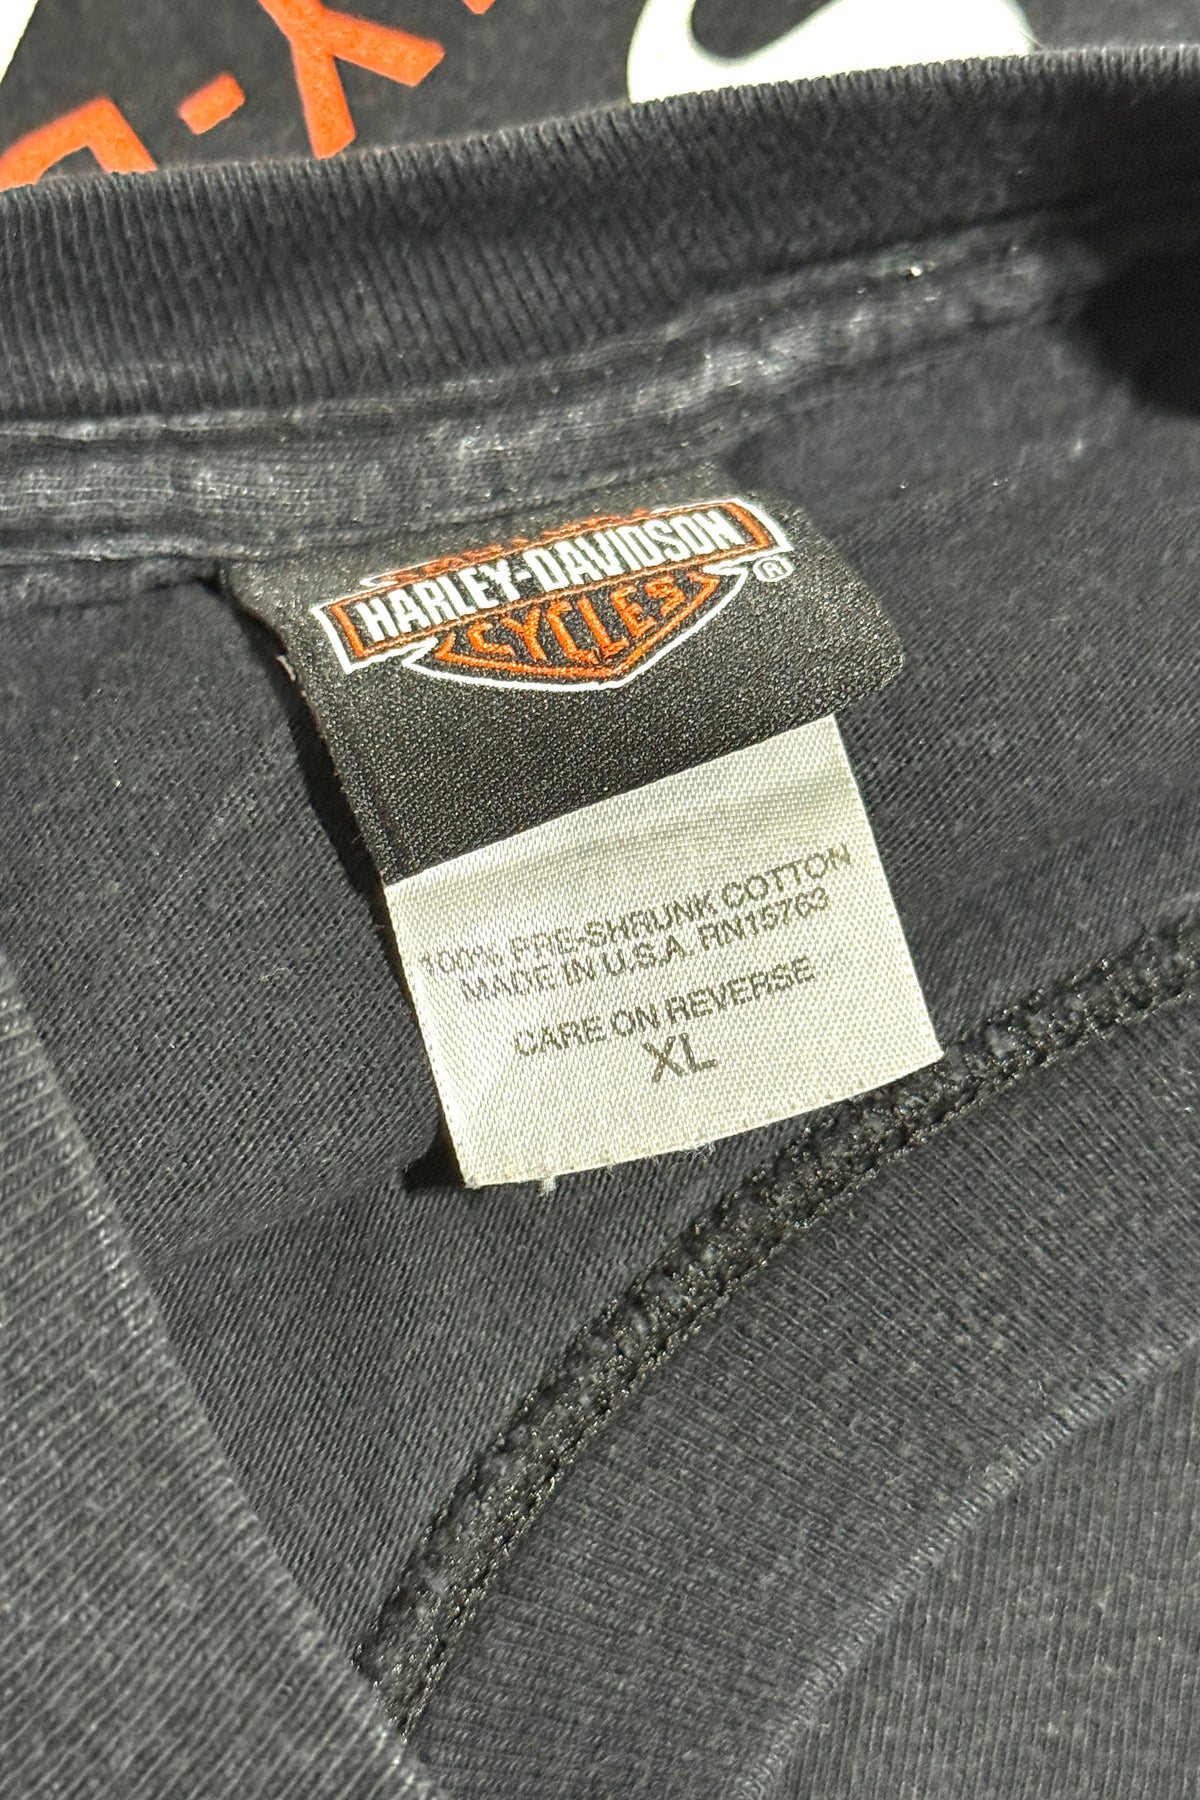 HARLEY-DAVIDSON
CYCLES
®
100% PRE-SHRUNK COTTON
MADE IN U.S.A. RN15763
CARE ON REVERSE
XL